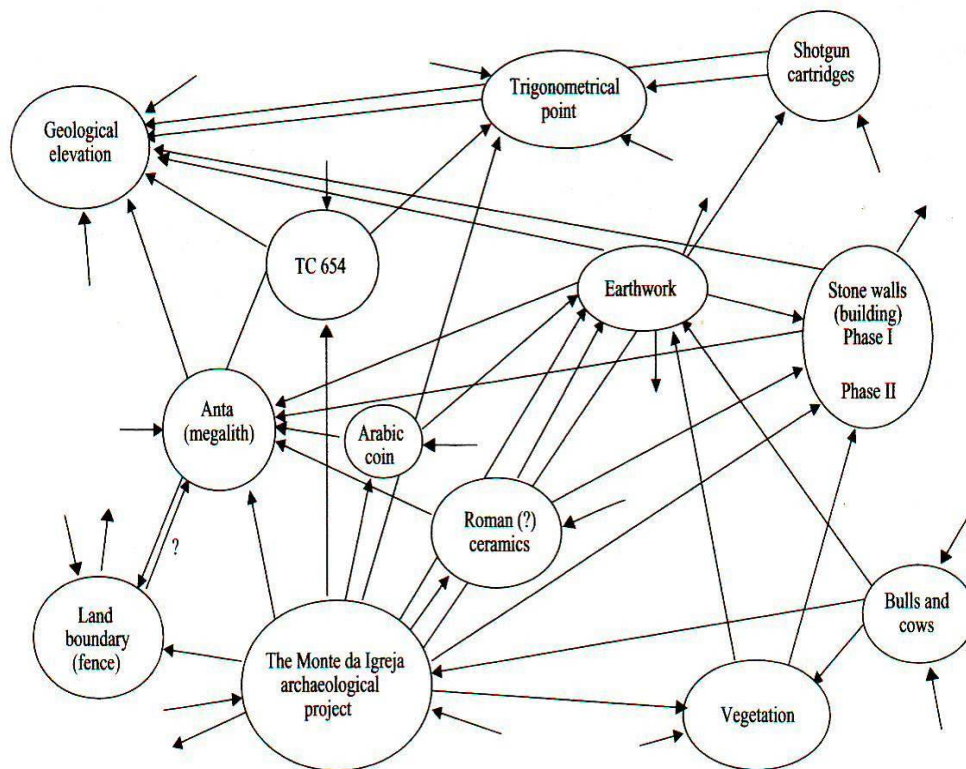 Shotgun
cartridges
Trigonometrical
point
Geological
elevation
TC 654
Earthwork
Stone walls
(building)
Phase I
Phase II
Anta
(megalith)
Arabic
coin
Roman (?)
ceramics
?
Land
boundary
(fence)
Bulls and
cows
The Monte da Igreja
archaeological
project
Vegetation